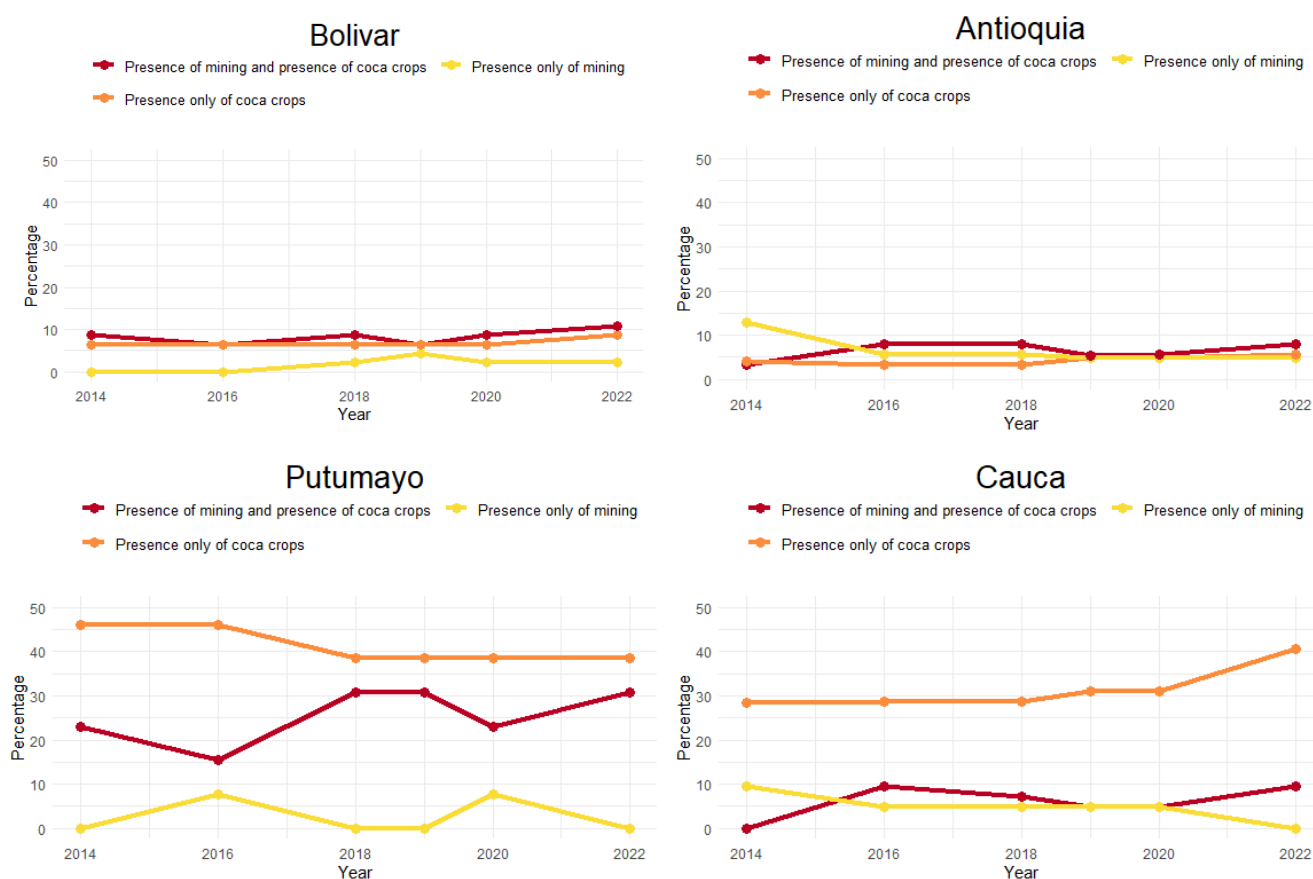 Bolivar
Presence of mining and presence of coca crops Presence only of mining
Presence only of coca crops
50
40
30
20
10
0
Percentage
2014 2016 2018 2020 2022
Year
Antioquia
Presence of mining and presence of coca crops Presence only of mining
Presence only of coca crops
50
40
30
20
10
0
Percentage
2014 2016 2018 2020 2022
Year
Putumayo
Presence of mining and presence of coca crops Presence only of mining
Presence only of coca crops
50
40
30
20
10
0
Percentage
2014 2016 2018 2020 2022
Year
Cauca
Presence of mining and presence of coca crops Presence only of mining
Presence only of coca crops
50
40
30
20
10
0
Percentage
2014 2016 2018 2020 2022
Year